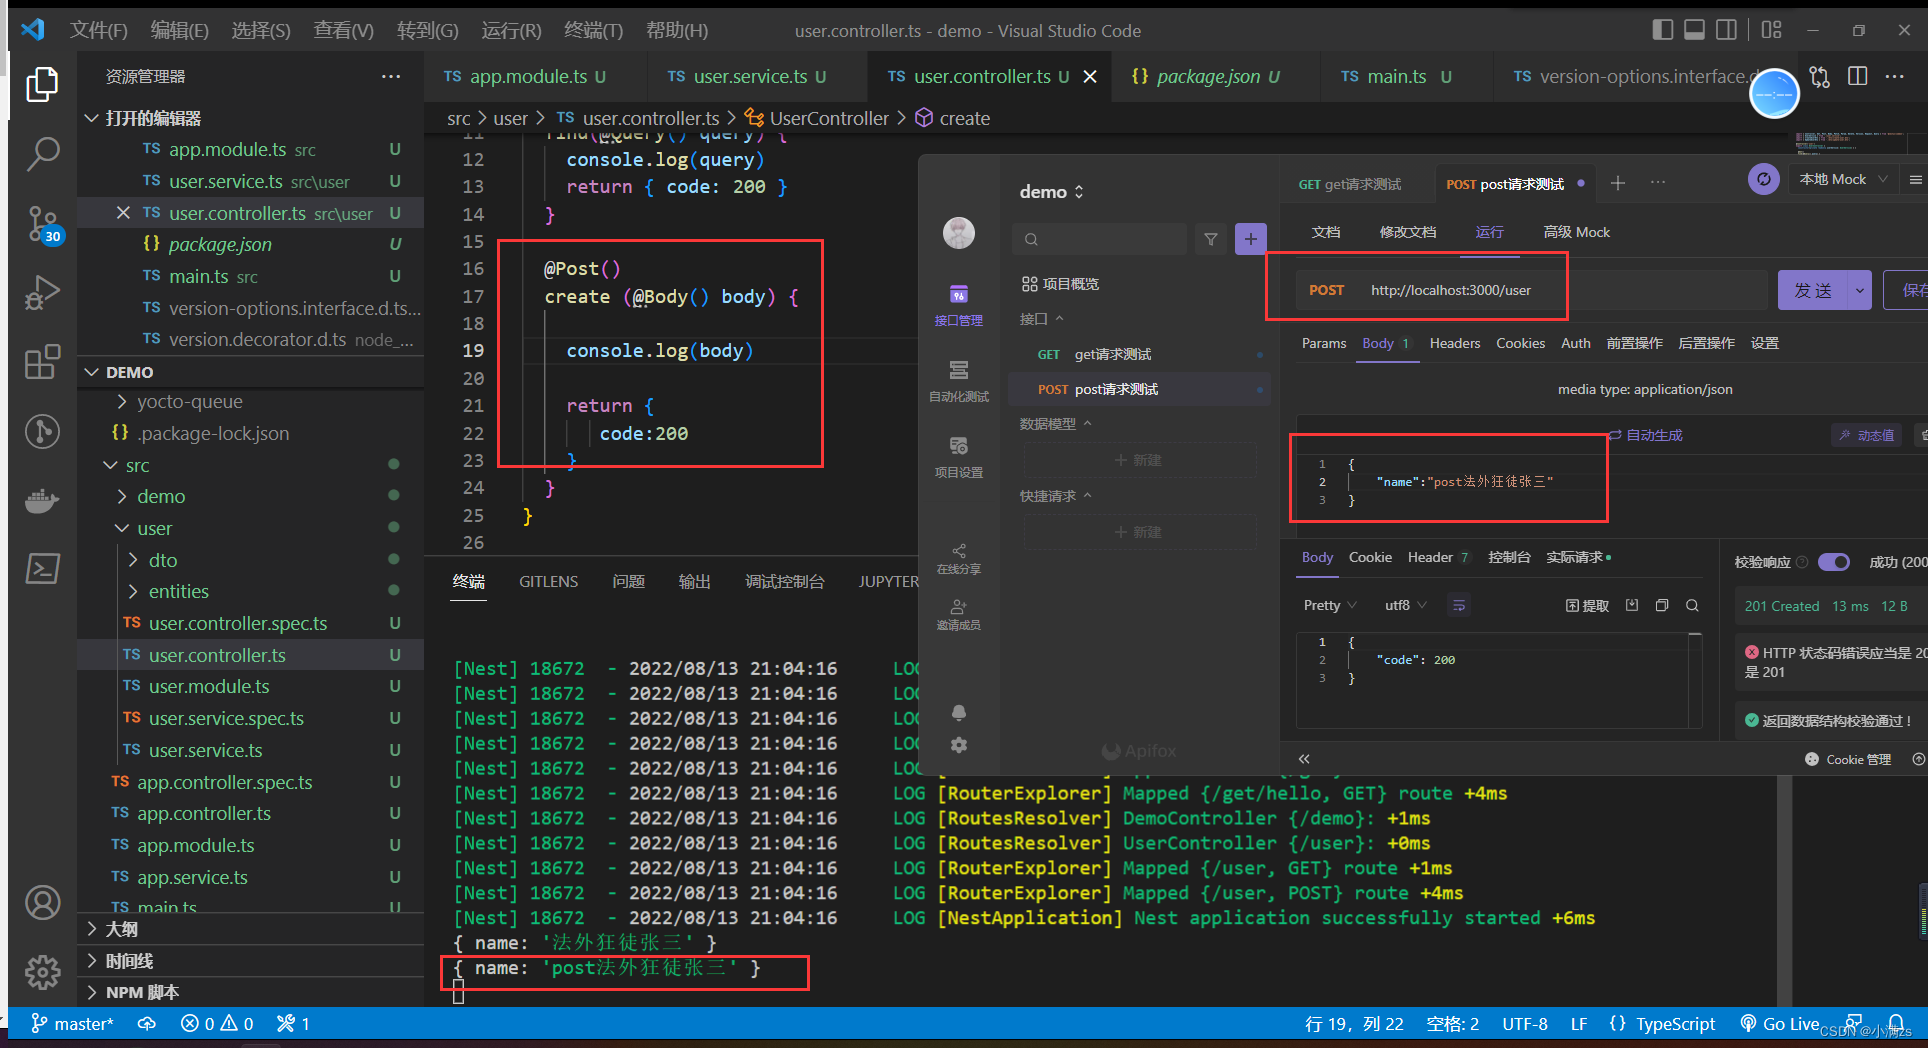 文件(F) 编辑(E) 选择(S) 查看(V) 转到(G) 运行(R) 终端(T) 帮助(H)
user.controller.ts - demo - Visual Studio Code
资源管理器
打开的编辑器
TS app.module.ts src U
TS user.service.ts src\user U
TS user.controller.ts src\user U
{} package.json U
TS main.ts src U
TS version-options.interface.d.ts...
TS version.decorator.d.ts node_...
DEMO
yocto-queue
{} .package-lock.json
src
demo
user
dto
entities
TS user.controller.spec.ts U
TS user.controller.ts U
TS user.module.ts U
TS user.service.spec.ts U
TS user.service.ts U
TS app.controller.spec.ts U
TS app.controller.ts U
TS app.module.ts U
TS app.service.ts U
TS main.ts U
大纲
时间线
NPM 脚本
30
TS app.module.ts U
TS user.service.ts U
TS user.controller.ts U
{} package.json U
TS main.ts U
TS version-options.interface.d
src > user > TS user.controller.ts > UserController > create
11 find(@Query() query) {
12 console.log(query)
13 return { code: 200 }
14 }
15
16 @Post()
17 create (@Body() body) {
18
19 console.log(body)
20
21 return {
22 code:200
23 }
24 }
25 }
26
终端 GITLENS 问题 输出 调试控制台 JUPYTER
[Nest] 18672 - 2022/08/13 21:04:16 LOG
[Nest] 18672 - 2022/08/13 21:04:16 LOG
[Nest] 18672 - 2022/08/13 21:04:16 LOG
[Nest] 18672 - 2022/08/13 21:04:16 LOG
[Nest] 18672 - 2022/08/13 21:04:16 LOG
[Nest] 18672 - 2022/08/13 21:04:16 LOG [RouterExplorer] Mapped {/get/hello, GET} route +4ms
[Nest] 18672 - 2022/08/13 21:04:16 LOG [RoutesResolver] DemoController {/demo}: +1ms
[Nest] 18672 - 2022/08/13 21:04:16 LOG [RoutesResolver] UserController {/user}: +0ms
[Nest] 18672 - 2022/08/13 21:04:16 LOG [RouterExplorer] Mapped {/user, GET} route +1ms
[Nest] 18672 - 2022/08/13 21:04:16 LOG [RouterExplorer] Mapped {/user, POST} route +4ms
[Nest] 18672 - 2022/08/13 21:04:16 LOG [NestApplication] Nest application successfully started +6ms
{ name: '法外狂徒张三' }
{ name: 'post法外狂徒张三' }
demo
接口管理
自动化测试
项目设置
在线分享
邀请成员
项目概览
接口
GET get请求测试
POST post请求测试
数据模型
+ 新建
快捷请求
+ 新建
Apifox
GET get请求测试
POST post请求测试
本地 Mock
文档 修改文档 运行 高级 Mock
POST http://localhost:3000/user
发 送
保存
Params Body 1 Headers Cookies Auth 前置操作 后置操作 设置
media type: application/json
自动生成
动态值
1 {
2 "name":"post法外狂徒张三"
3 }
Body Cookie Header 7 控制台 实际请求
Pretty utf8 提取
1 {
2 "code": 200
3 }
校验响应 成功 (200
201 Created 13 ms 12 B
HTTP 状态码错误应当是 20
是 201
返回数据结构校验通过！
Cookie 管理
master* 0 0 1
行 19，列 22 空格: 2 UTF-8 LF {} TypeScript Go Live
CSDN @小满zs